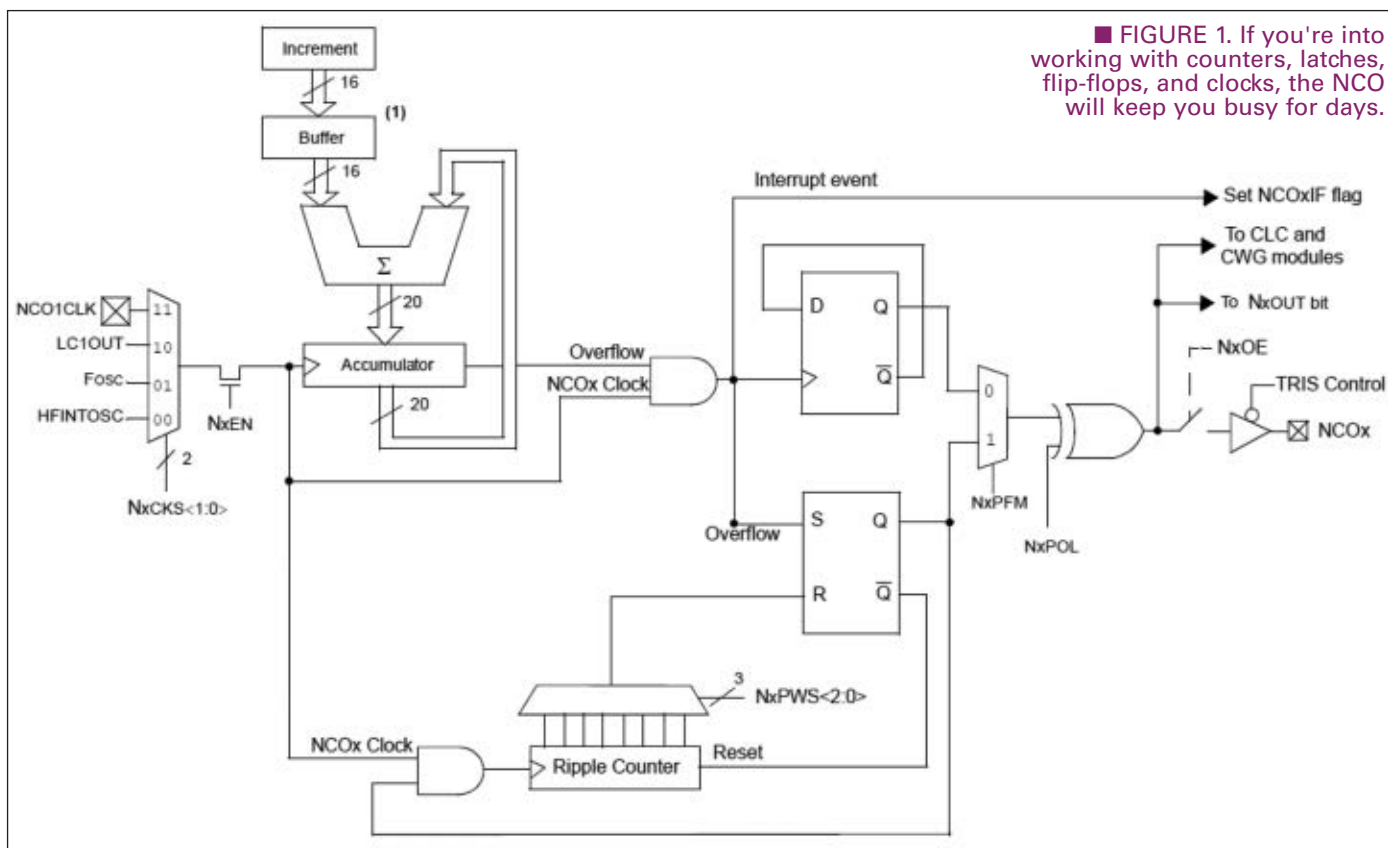 ■ FIGURE 1. If you're into
working with counters, latches,
flip-flops, and clocks, the NCO
will keep you busy for days.
Increment
16
(1)
Buffer
16
Σ
20
Accumulator
20
NCO1CLK
11
LC1OUT
10
Fosc
01
HFINTOSC
00
2
NxCKS<1:0>
NxEN
Overflow
NCOx Clock
Interrupt event
Set NCOxIF flag
To CLC and
CWG modules
To NxOUT bit
D
Q
Q̅
0
1
NxPFM
NxPOL
NxOE
TRIS Control
NCOx
Overflow
S
Q
R
Q̅
3
NxPWS<2:0>
NCOx Clock
Ripple Counter
Reset